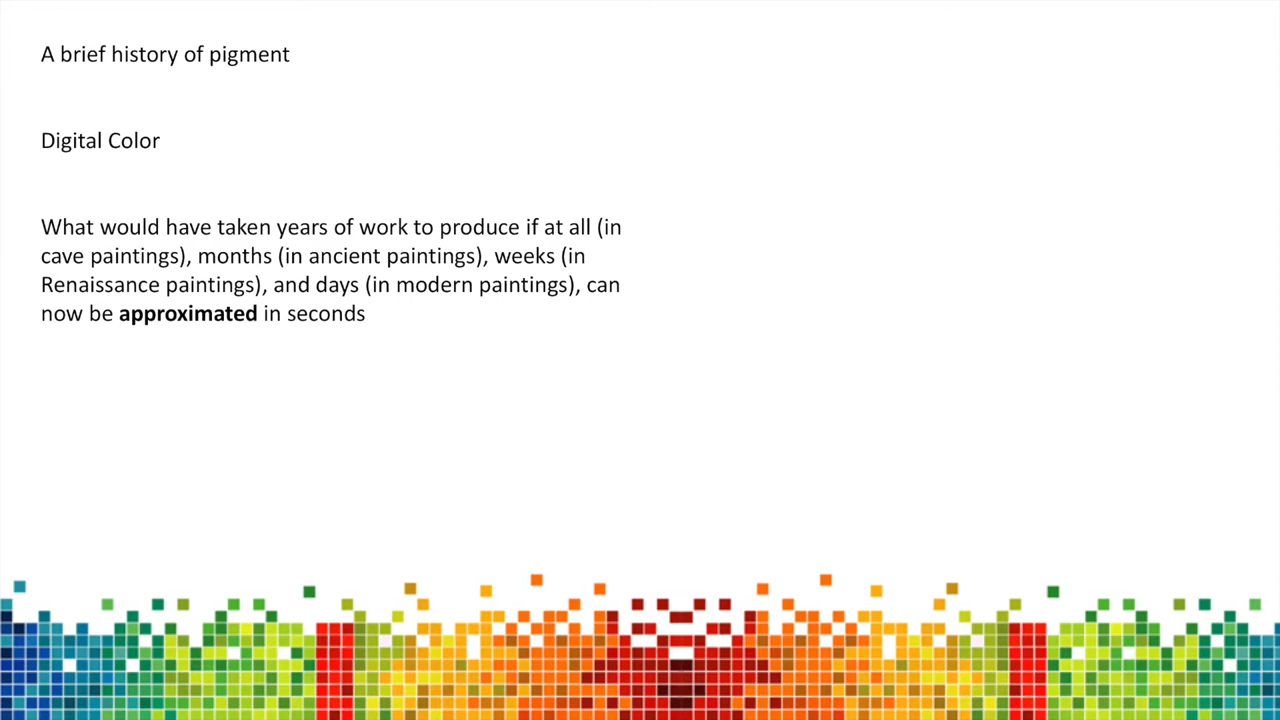 A brief history of pigment
Digital Color
What would have taken years of work to produce if at all (in
cave paintings), months (in ancient paintings), weeks (in
Renaissance paintings), and days (in modern paintings), can
now be approximated in seconds